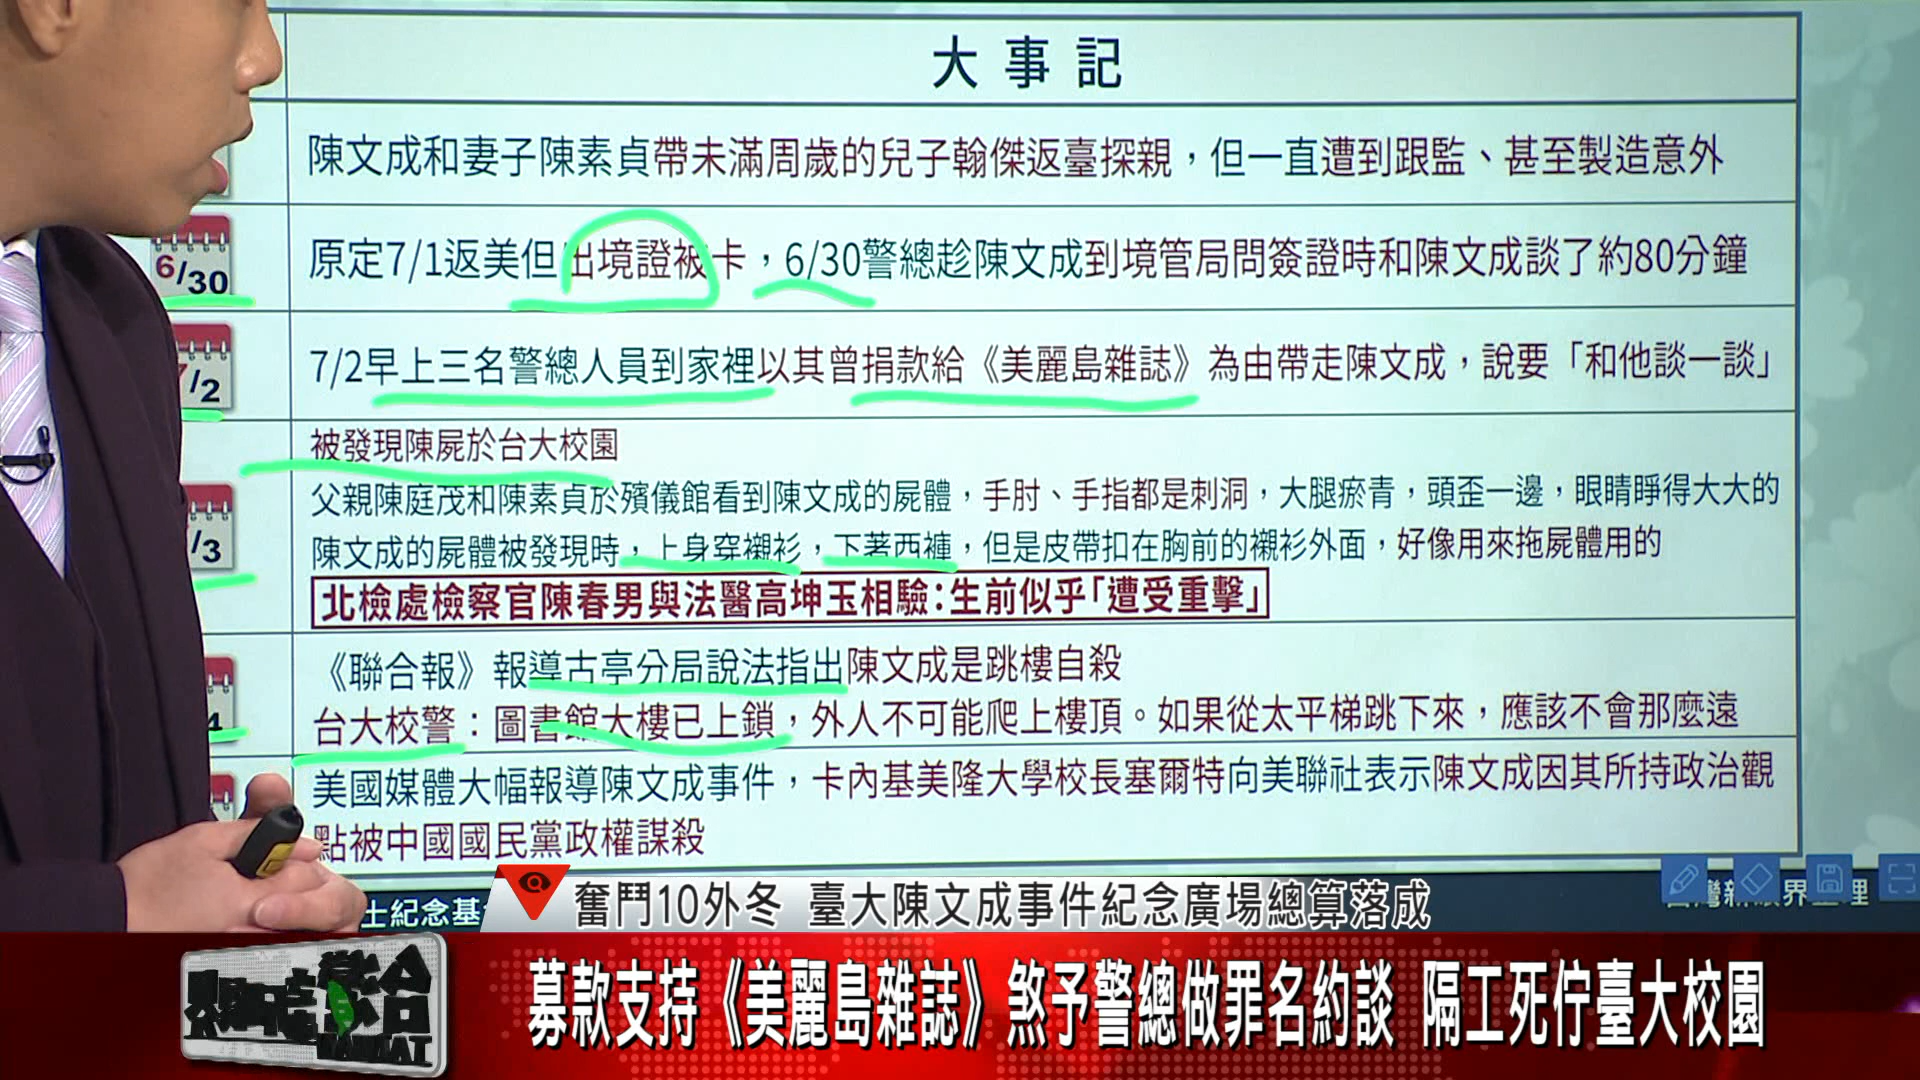 大事記
陳文成和妻子陳素貞帶未滿周歲的兒子翰傑返臺探親，但一直遭到跟監、甚至製造意外
6/30
原定7/1返美但出境證被卡，6/30警總趁陳文成到境管局問簽證時和陳文成談了約80分鐘
7/2
7/2早上三名警總人員到家裡以其曾捐款給《美麗島雜誌》為由帶走陳文成，說要「和他談一談」
被發現陳屍於台大校園
父親陳庭茂和陳素貞於殯儀館看到陳文成的屍體，手肘、手指都是刺洞，大腿瘀青，頭歪一邊，眼睛睜得大大的
/3
陳文成的屍體被發現時，上身穿襯衫，下著西褲，但是皮帶扣在胸前的襯衫外面，好像用來拖屍體用的
北檢處檢察官陳春男與法醫高坤玉相驗：生前似乎「遭受重擊」
《聯合報》報導古亭分局說法指出陳文成是跳樓自殺
4
台大校警：圖書館大樓已上鎖，外人不可能爬上樓頂。如果從太平梯跳下來，應該不會那麼遠
美國媒體大幅報導陳文成事件，卡內基美隆大學校長塞爾特向美聯社表示陳文成因其所持政治觀
點被中國國民黨政權謀殺
士紀念基
界整理
奮鬥10外冬 臺大陳文成事件紀念廣場總算落成
募款支持《美麗島雜誌》煞予警總做罪名約談 隔工死佇臺大校園